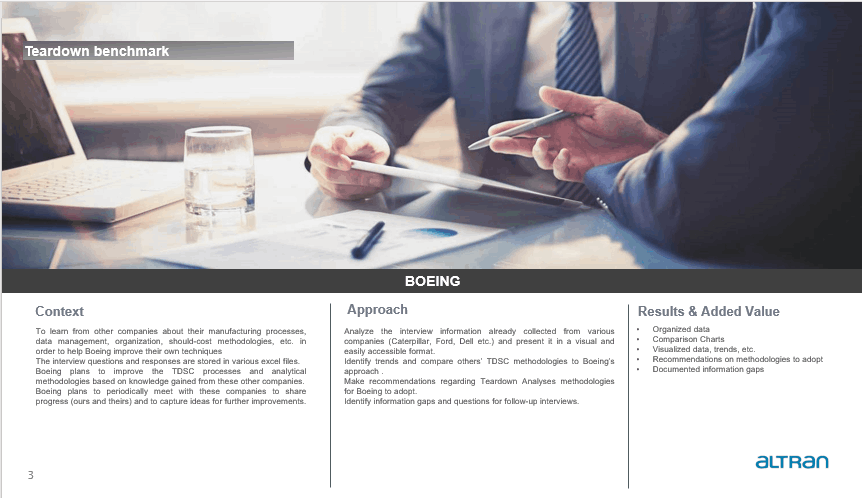 Teardown benchmark
BOEING
Context
To learn from other companies about their manufacturing processes,
data management, organization, should-cost methodologies, etc. in
order to help Boeing improve their own techniques
The interview questions and responses are stored in various excel files.
Boeing plans to improve the TDSC processes and analytical
methodologies based on knowledge gained from these other companies.
Boeing plans to periodically meet with these companies to share
progress (ours and theirs) and to capture ideas for further improvements.
Approach
Analyze the interview information already collected from various
companies (Caterpillar, Ford, Dell etc.) and present it in a visual and
easily accessible format.
Identify trends and compare others' TDSC methodologies to Boeing's
approach .
Make recommendations regarding Teardown Analyses methodologies
for Boeing to adopt.
Identify information gaps and questions for follow-up interviews.
Results & Added Value
• Organized data
• Comparison Charts
• Visualized data, trends, etc.
• Recommendations on methodologies to adopt
• Documented information gaps
3
ALTRAN